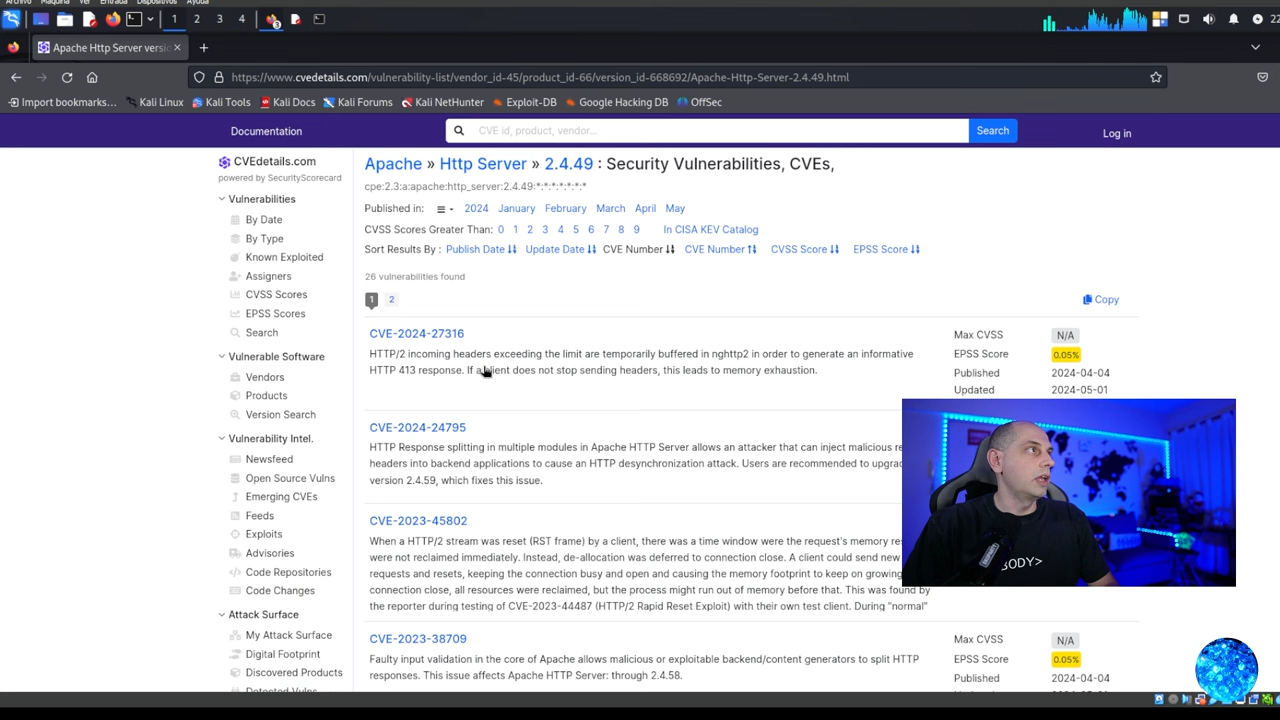 Archivo Máquina Ver Entrada Dispositivos Ayuda
1 2 3 4
22
Apache Http Server versi
https://www.cvedetails.com/vulnerability-list/vendor_id-45/product_id-66/version_id-668692/Apache-Http-Server-2.4.49.html
Import bookmarks... Kali Linux Kali Tools Kali Docs Kali Forums Kali NetHunter Exploit-DB Google Hacking DB OffSec
Documentation
CVE id, product, vendor...
Search
Log in
CVEdetails.com
powered by SecurityScorecard
Vulnerabilities
By Date
By Type
Known Exploited
Assigners
CVSS Scores
EPSS Scores
Search
Vulnerable Software
Vendors
Products
Version Search
Vulnerability Intel.
Newsfeed
Open Source Vulns
Emerging CVEs
Feeds
Exploits
Advisories
Code Repositories
Code Changes
Attack Surface
My Attack Surface
Digital Footprint
Discovered Products
Detected Vulns
Apache » Http Server » 2.4.49 : Security Vulnerabilities, CVEs,
cpe:2.3:a:apache:http_server:2.4.49:*:*:*:*:*:*:*
Published in: 2024 January February March April May
CVSS Scores Greater Than: 0 1 2 3 4 5 6 7 8 9 In CISA KEV Catalog
Sort Results By : Publish Date Update Date CVE Number CVE Number CVSS Score EPSS Score
26 vulnerabilities found
1 2
Copy
CVE-2024-27316
HTTP/2 incoming headers exceeding the limit are temporarily buffered in nghttp2 in order to generate an informative
HTTP 413 response. If a client does not stop sending headers, this leads to memory exhaustion.
Max CVSS N/A
EPSS Score 0.05%
Published 2024-04-04
Updated 2024-05-01
CVE-2024-24795
HTTP Response splitting in multiple modules in Apache HTTP Server allows an attacker that can inject malicious re
headers into backend applications to cause an HTTP desynchronization attack. Users are recommended to upgrad
version 2.4.59, which fixes this issue.
CVE-2023-45802
When a HTTP/2 stream was reset (RST frame) by a client, there was a time window were the request's memory res
were not reclaimed immediately. Instead, de-allocation was deferred to connection close. A client could send new
requests and resets, keeping the connection busy and open and causing the memory footprint to keep on growing
connection close, all resources were reclaimed, but the process might run out of memory before that. This was found by
the reporter during testing of CVE-2023-44487 (HTTP/2 Rapid Reset Exploit) with their own test client. During "normal"
CVE-2023-38709
Faulty input validation in the core of Apache allows malicious or exploitable backend/content generators to split HTTP
responses. This issue affects Apache HTTP Server: through 2.4.58.
Max CVSS N/A
EPSS Score 0.05%
Published 2024-04-04
BODY>